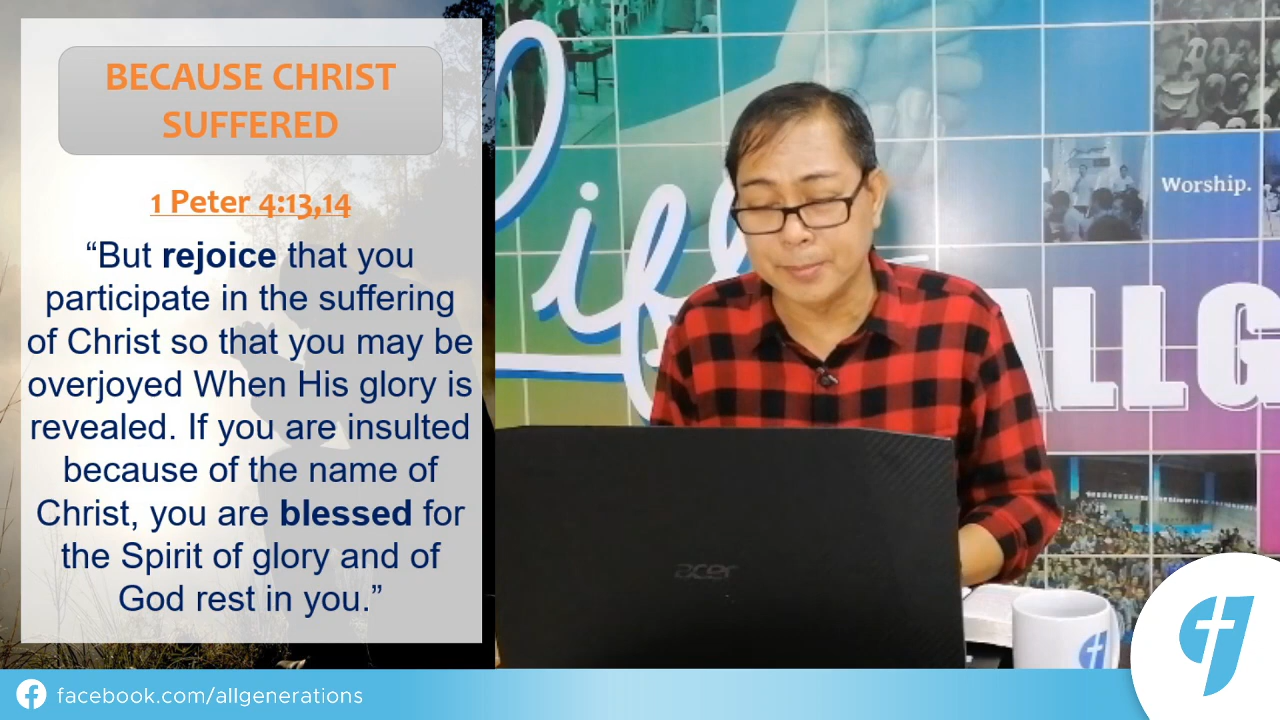 BECAUSE CHRIST
SUFFERED
1 Peter 4:13,14
“But rejoice that you
participate in the suffering
of Christ so that you may be
overjoyed When His glory is
revealed. If you are insulted
because of the name of
Christ, you are blessed for
the Spirit of glory and of
God rest in you.”
Life
Worship.
ALL G
acer
facebook.com/allgenerations